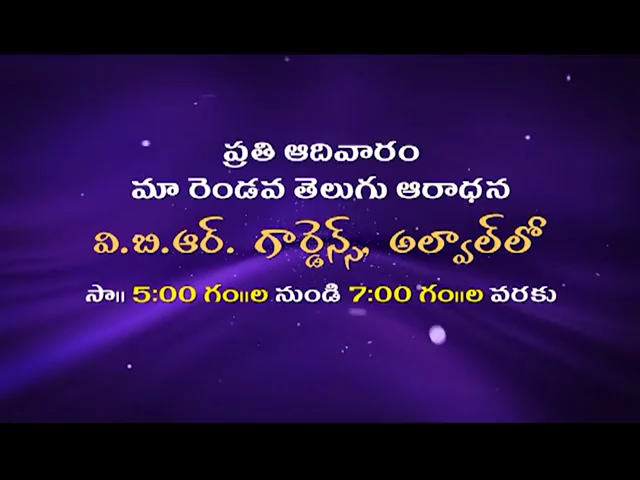 ప్రతి ఆదివారం
మా రెండవ తెలుగు ఆరాధన
వి.బి.ఆర్. గార్డెన్స్, అల్వాల్‌లో
సా॥ 5:00 గం॥ల నుండి 7:00 గం॥ల వరకు